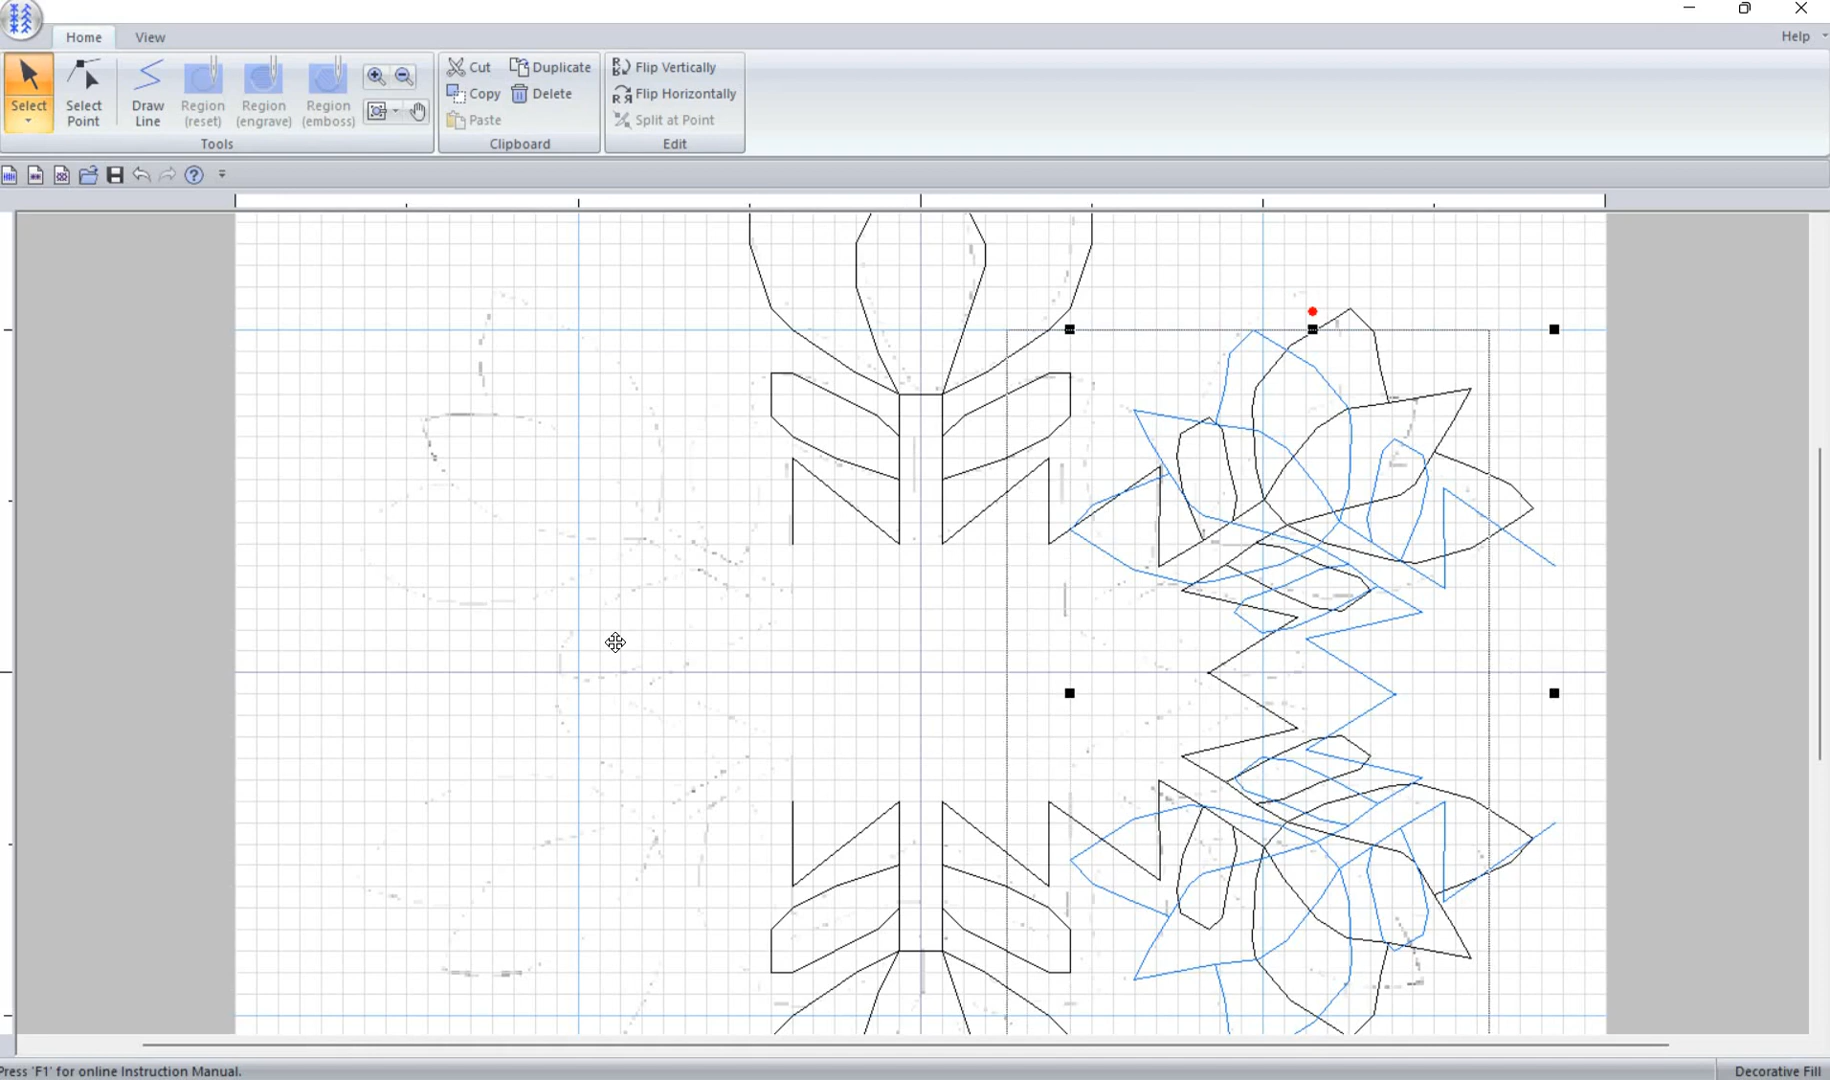 Home View Help
Select
Select Point
Draw Line
Region (reset)
Region (engrave)
Region (emboss)
Tools
Cut Duplicate
Copy Delete
Paste
Clipboard
Flip Vertically
Flip Horizontally
Split at Point
Edit
Press 'F1' for online Instruction Manual. Decorative Fill